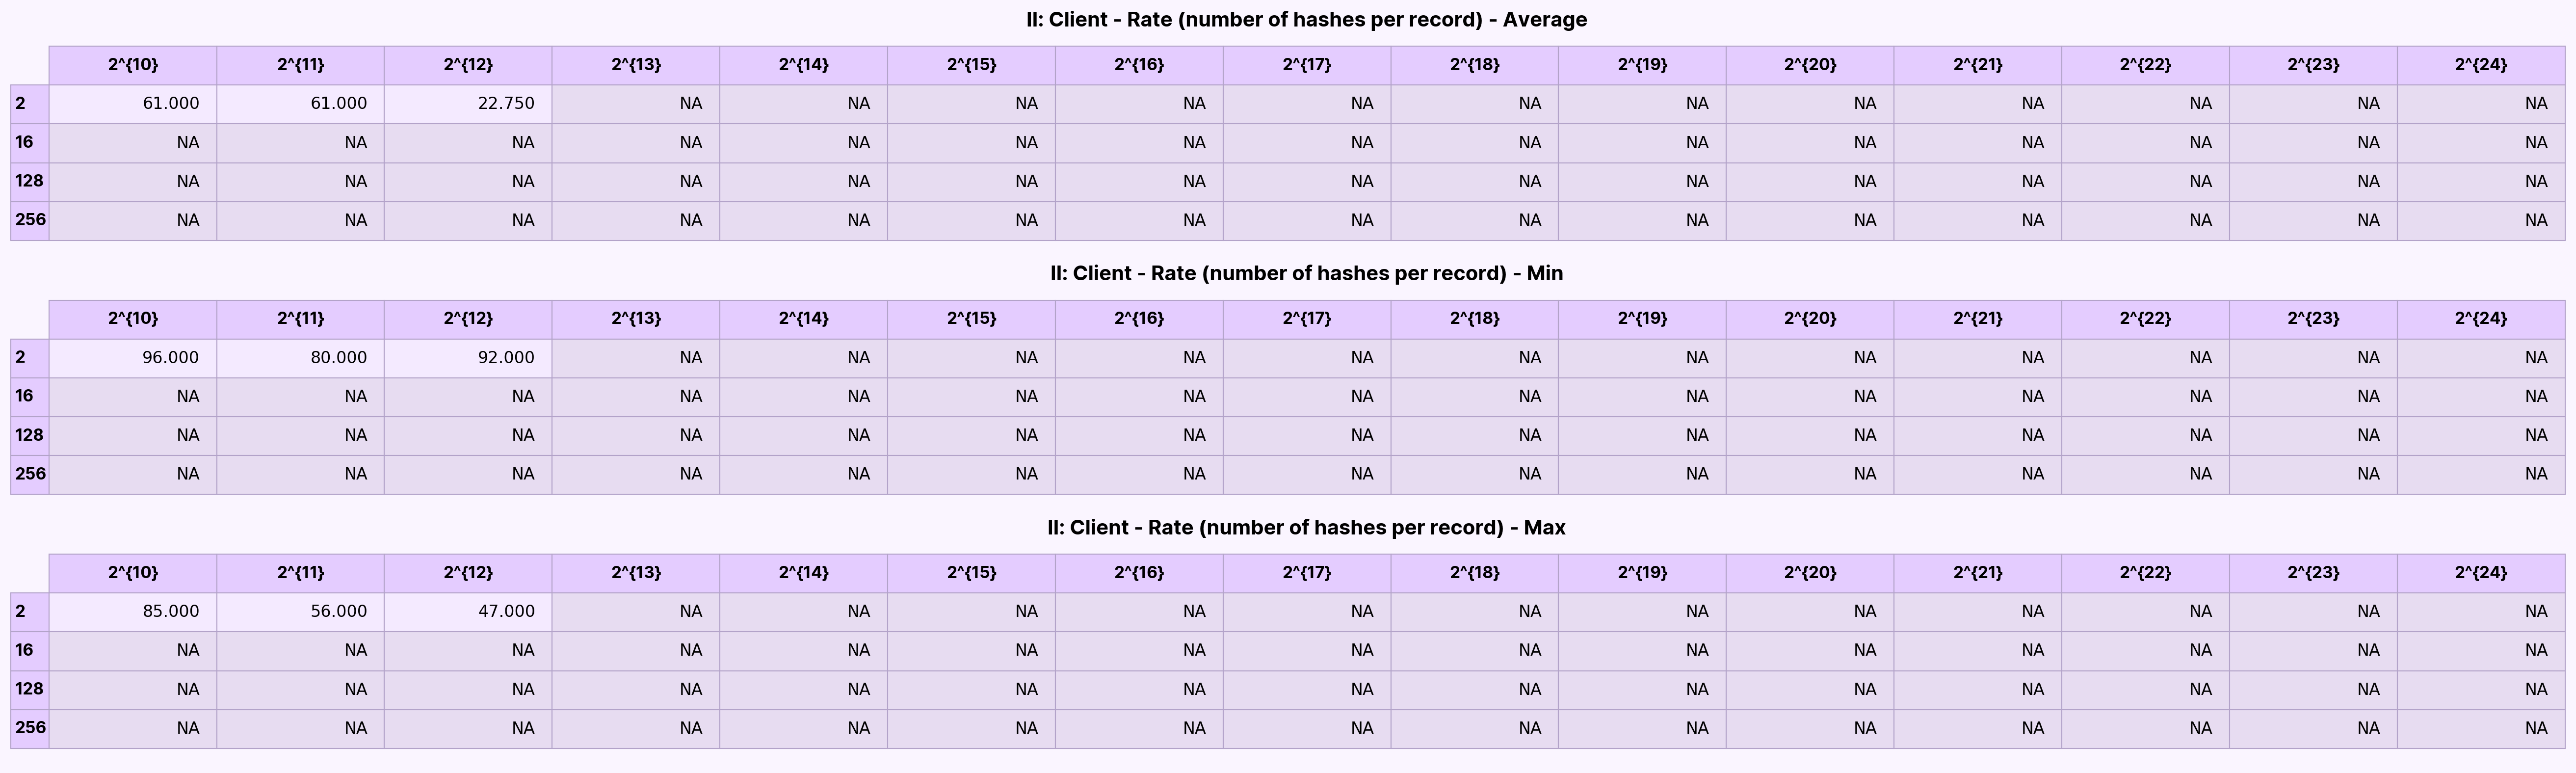 II: Client - Rate (number of hashes per record) - Average
2^{10} 2^{11} 2^{12} 2^{13} 2^{14} 2^{15} 2^{16} 2^{17} 2^{18} 2^{19} 2^{20} 2^{21} 2^{22} 2^{23} 2^{24}
2 61.000 61.000 22.750 NA NA NA NA NA NA NA NA NA NA NA NA
16 NA NA NA NA NA NA NA NA NA NA NA NA NA NA NA
128 NA NA NA NA NA NA NA NA NA NA NA NA NA NA NA
256 NA NA NA NA NA NA NA NA NA NA NA NA NA NA NA
II: Client - Rate (number of hashes per record) - Min
2^{10} 2^{11} 2^{12} 2^{13} 2^{14} 2^{15} 2^{16} 2^{17} 2^{18} 2^{19} 2^{20} 2^{21} 2^{22} 2^{23} 2^{24}
2 96.000 80.000 92.000 NA NA NA NA NA NA NA NA NA NA NA NA
16 NA NA NA NA NA NA NA NA NA NA NA NA NA NA NA
128 NA NA NA NA NA NA NA NA NA NA NA NA NA NA NA
256 NA NA NA NA NA NA NA NA NA NA NA NA NA NA NA
II: Client - Rate (number of hashes per record) - Max
2^{10} 2^{11} 2^{12} 2^{13} 2^{14} 2^{15} 2^{16} 2^{17} 2^{18} 2^{19} 2^{20} 2^{21} 2^{22} 2^{23} 2^{24}
2 85.000 56.000 47.000 NA NA NA NA NA NA NA NA NA NA NA NA
16 NA NA NA NA NA NA NA NA NA NA NA NA NA NA NA
128 NA NA NA NA NA NA NA NA NA NA NA NA NA NA NA
256 NA NA NA NA NA NA NA NA NA NA NA NA NA NA NA